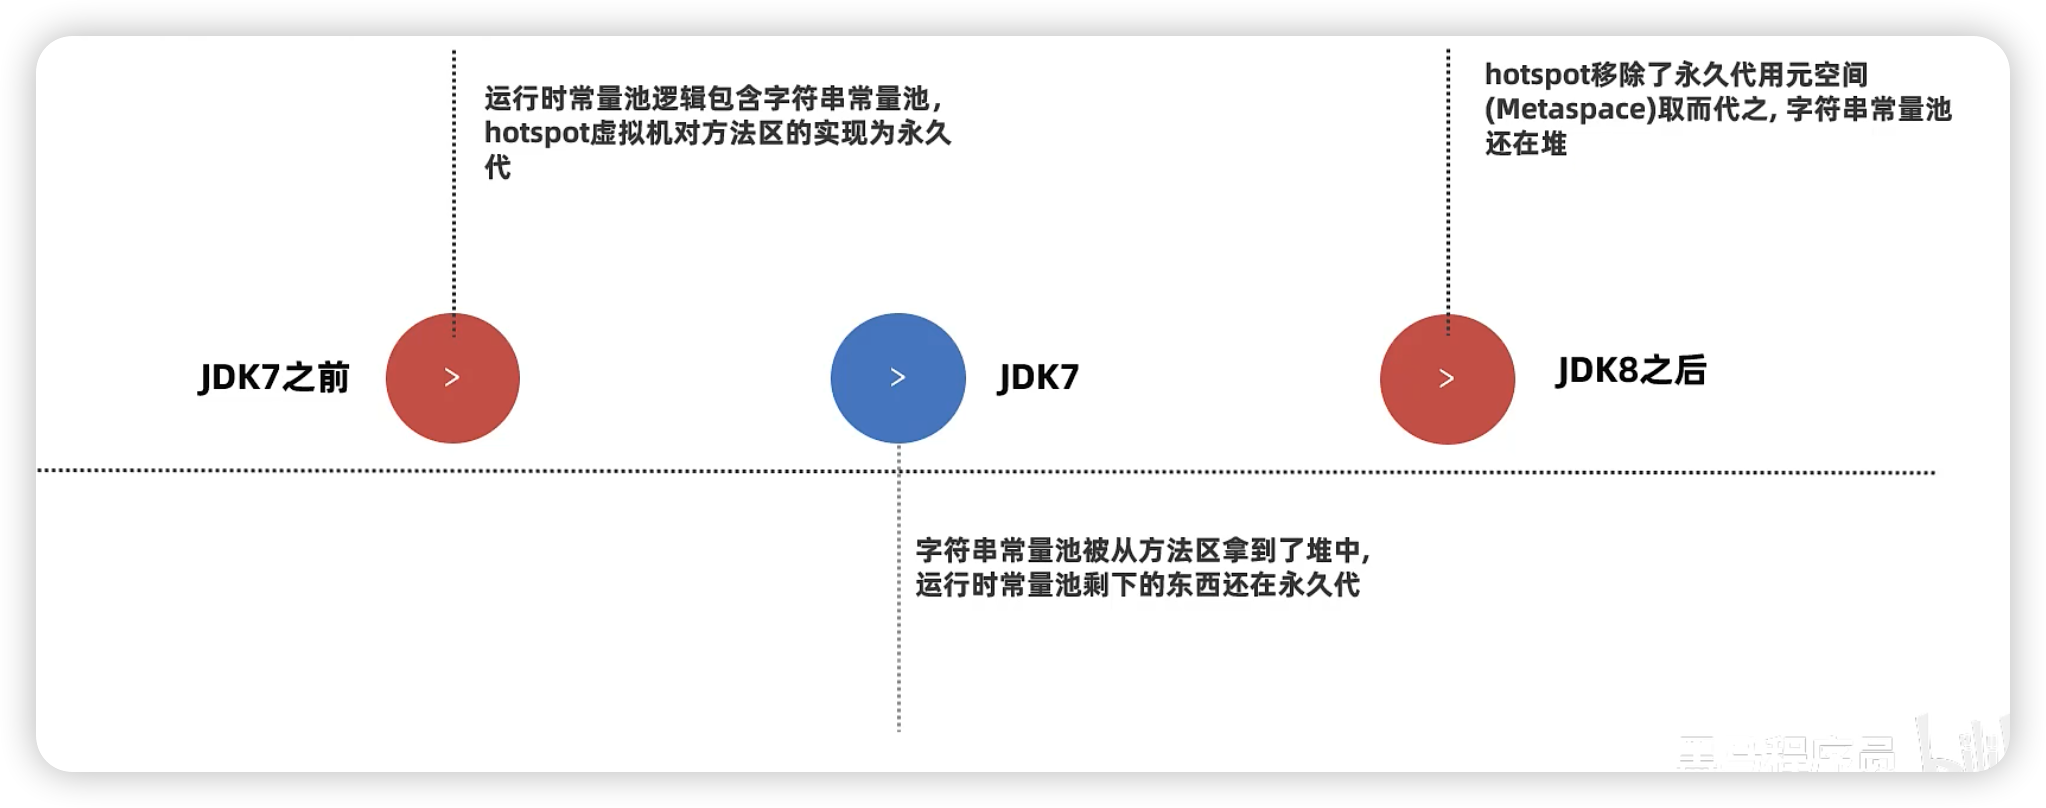 运行时常量池逻辑包含字符串常量池，
hotspot虚拟机对方法区的实现为永久
代
hotspot移除了永久代用元空间
(Metaspace)取而代之, 字符串常量池
还在堆
JDK7之前
>
>
JDK7
>
JDK8之后
字符串常量池被从方法区拿到了堆中,
运行时常量池剩下的东西还在永久代
黑马程序员